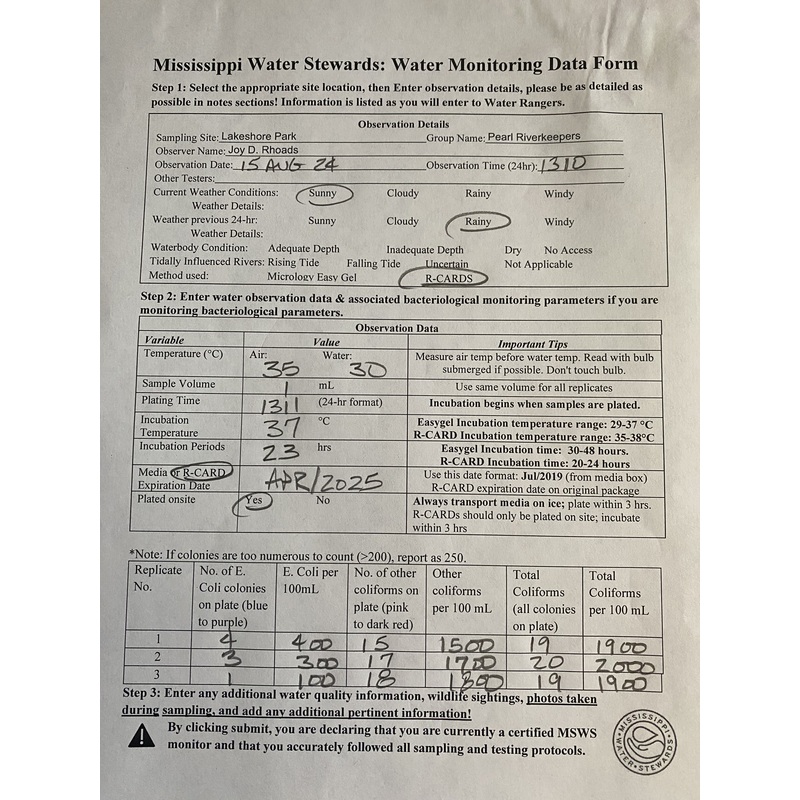 Mississippi Water Stewards: Water Monitoring Data Form
Step 1: Select the appropriate site location, then Enter observation details, please be as detailed as
possible in notes sections! Information is listed as you will enter to Water Rangers.
Observation Details
Sampling Site: Lakeshore Park Group Name: Pearl Riverkeepers
Observer Name: Joy D. Rhoads
Observation Date: 15 AUG 24 Observation Time (24hr): 1310
Other Testers:
Current Weather Conditions: Sunny Cloudy Rainy Windy
Weather Details:
Weather previous 24-hr: Sunny Cloudy Rainy Windy
Weather Details:
Waterbody Condition: Adequate Depth Inadequate Depth Dry No Access
Tidally Influenced Rivers: Rising Tide Falling Tide Uncertain Not Applicable
Method used: Micrology Easy Gel R-CARDS
Step 2: Enter water observation data & associated bacteriological monitoring parameters if you are
monitoring bacteriological parameters.
Observation Data
Variable Value Important Tips
Temperature (°C) Air: 35 Water: 30 Measure air temp before water temp. Read with bulb
submerged if possible. Don't touch bulb.
Sample Volume 1 mL Use same volume for all replicates
Plating Time 1311 (24-hr format) Incubation begins when samples are plated.
Incubation Temperature 37 °C Easygel Incubation temperature range: 29-37 °C
R-CARD Incubation temperature range: 35-38°C
Incubation Periods 23 hrs Easygel Incubation time: 30-48 hours.
R-CARD Incubation time: 20-24 hours
Media or R-CARD Expiration Date APR/2025 Use this date format: Jul/2019 (from media box)
R-CARD expiration date on original package
Plated onsite Yes No Always transport media on ice; plate within 3 hrs.
R-CARDs should only be plated on site; incubate
within 3 hrs
*Note: If colonies are too numerous to count (>200), report as 250.
Replicate No. No. of E. Coli colonies on plate (blue to purple) E. Coli per 100mL No. of other coliforms on plate (pink to dark red) Other coliforms per 100 mL Total Coliforms (all colonies on plate) Total Coliforms per 100 mL
1 4 400 15 1500 19 1900
2 3 300 17 1700 20 2000
3 1 100 18 1800 19 1900
Step 3: Enter any additional water quality information, wildlife sightings, photos taken
during sampling, and add any additional pertinent information!
By clicking submit, you are declaring that you are currently a certified MSWS
monitor and that you accurately followed all sampling and testing protocols.
MISSISSIPPI WATER STEWARDS